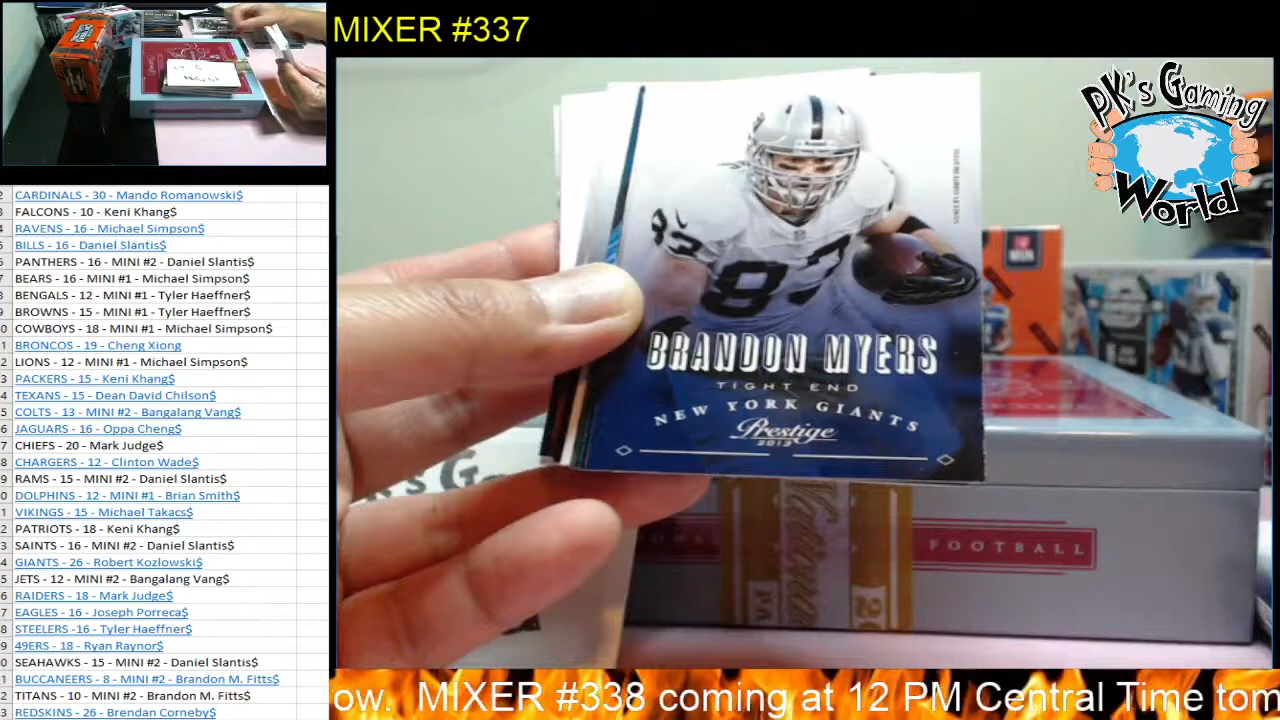 MIXER #337
PK's Gaming
World
CARDINALS - 30 - Mando Romanowski$
FALCONS - 10 - Keni Khang$
RAVENS - 16 - Michael Simpson$
BILLS - 16 - Daniel Slantis$
PANTHERS - 16 - MINI #2 - Daniel Slantis$
BEARS - 16 - MINI #1 - Michael Simpson$
BENGALS - 12 - MINI #1 - Tyler Haeffner$
BROWNS - 15 - MINI #1 - Tyler Haeffner$
COWBOYS - 18 - MINI #1 - Michael Simpson$
BRONCOS - 19 - Cheng Xiong
LIONS - 12 - MINI #1 - Michael Simpson$
PACKERS - 15 - Keni Khang$
TEXANS - 15 - Dean David Chilson$
COLTS - 13 - MINI #2 - Bangalang Vang$
JAGUARS - 16 - Oppa Cheng$
CHIEFS - 20 - Mark Judge$
CHARGERS - 12 - Clinton Wade$
RAMS - 15 - MINI #2 - Daniel Slantis$
DOLPHINS - 12 - MINI #1 - Brian Smith$
VIKINGS - 15 - Michael Takacs$
PATRIOTS - 18 - Keni Khang$
SAINTS - 16 - MINI #2 - Daniel Slantis$
GIANTS - 26 - Robert Kozlowski$
JETS - 12 - MINI #2 - Bangalang Vang$
RAIDERS - 18 - Mark Judge$
EAGLES - 16 - Joseph Porreca$
STEELERS -16 - Tyler Haeffner$
49ERS - 18 - Ryan Raynor$
SEAHAWKS - 15 - MINI #2 - Daniel Slantis$
BUCCANEERS - 8 - MINI #2 - Brandon M. Fitts$
TITANS - 10 - MINI #2 - Brandon M. Fitts$
REDSKINS - 26 - Brendan Corneby$
83
BRANDON MYERS
TIGHT END
NEW YORK GIANTS
Prestige
2013
FOOTBALL
ow. MIXER #338 coming at 12 PM Central Time tom